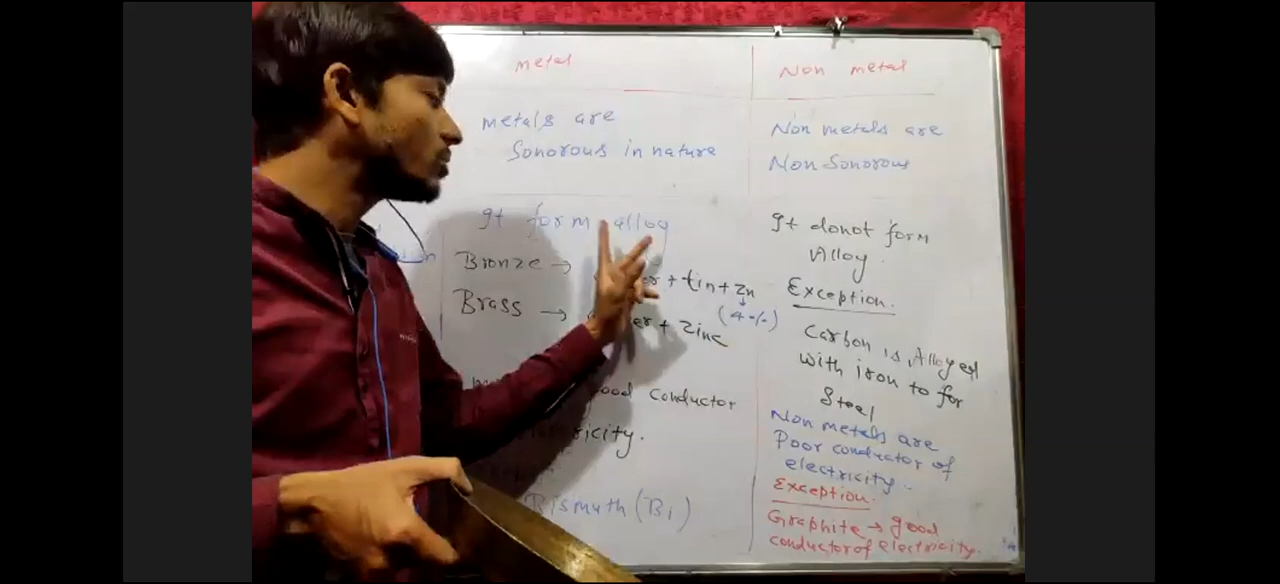 metal
Non metal
metals are
Sonorous in nature
Non metals are
Non Sonorous
It form alloy
Bronze →
+ tin + Zn
(4%)
Brass →
+ Zinc
It donot form
Alloy.
Exception.
Carbon is Alloyed
with iron to for
Steel
good conductor
Bismuth (Bi)
Non metals are
Poor conductor of
electricity.
Exception.
Graphite → good
conductor of electricity.